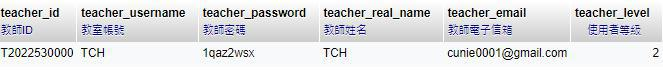 teacher_id teacher_username teacher_password teacher_real_name teacher_email teacher_level
教師ID 教室帳號 教師密碼 教師姓名 教師電子信箱 使用者等級
T2022530000 TCH 1qaz2wsx TCH cunie0001@gmail.com 2